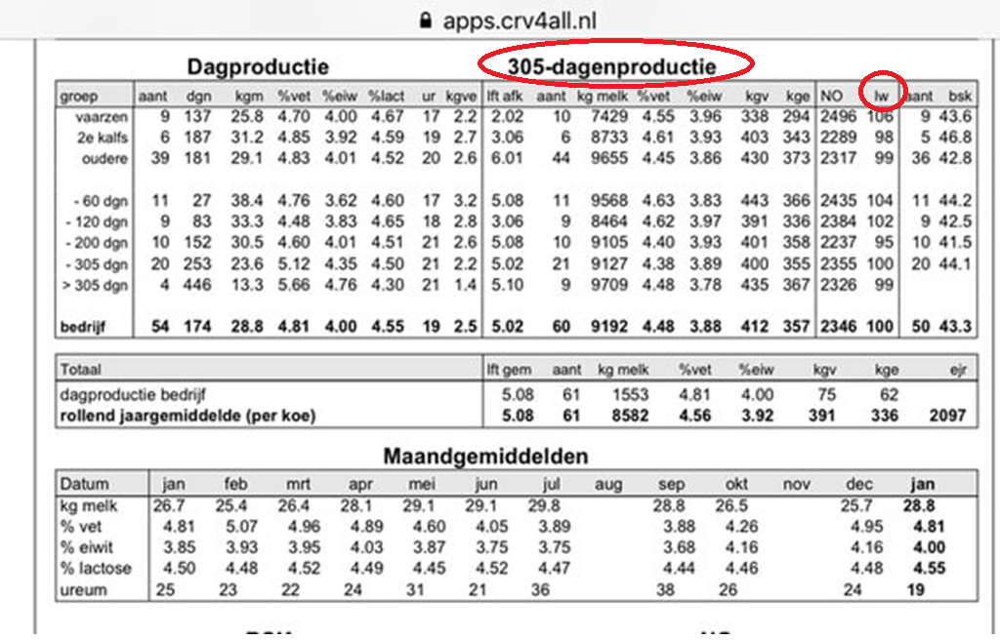 apps.crv4all.nl
Dagproductie 305-dagenproductie
groep aant dgn kgm %vet %eiw %lact ur kgve lft afk aant kg melk %vet %eiw kgv kge NO lw aant bsk
vaarzen 9 137 25.8 4.70 4.00 4.67 17 2.2 2.02 10 7429 4.55 3.96 338 294 2496 106 9 43.6
2e kalfs 6 187 31.2 4.85 3.92 4.59 19 2.7 3.06 6 8733 4.61 3.93 403 343 2289 98 5 46.8
oudere 39 181 29.1 4.83 4.01 4.52 20 2.6 6.01 44 9655 4.45 3.86 430 373 2317 99 36 42.8
- 60 dgn 11 27 38.4 4.76 3.62 4.60 17 3.2 5.08 11 9568 4.63 3.83 443 366 2435 104 11 44.2
- 120 dgn 9 83 33.3 4.48 3.83 4.65 18 2.8 3.06 9 8464 4.62 3.97 391 336 2384 102 9 42.5
- 200 dgn 10 152 30.5 4.60 4.01 4.51 21 2.6 5.08 10 9105 4.40 3.93 401 358 2237 95 10 41.5
- 305 dgn 20 253 23.6 5.12 4.35 4.50 21 2.2 5.02 21 9127 4.38 3.89 400 355 2355 100 20 44.1
> 305 dgn 4 446 13.3 5.66 4.76 4.30 21 1.4 5.10 9 9709 4.48 3.78 435 367 2326 99
bedrijf 54 174 28.8 4.81 4.00 4.55 19 2.5 5.02 60 9192 4.48 3.88 412 357 2346 100 50 43.3
Totaal lft gem aant kg melk %vet %eiw kgv kge ejr
dagproductie bedrijf 5.08 61 1553 4.81 4.00 75 62
rollend jaargemiddelde (per koe) 5.08 61 8582 4.56 3.92 391 336 2097
Maandgemiddelden
Datum jan feb mrt apr mei jun jul aug sep okt nov dec jan
kg melk 26.7 25.4 26.4 28.1 29.1 29.1 29.8 28.8 26.5 25.7 28.8
% vet 4.81 5.07 4.96 4.89 4.60 4.05 3.89 3.88 4.26 4.95 4.81
% eiwit 3.85 3.93 3.95 4.03 3.87 3.75 3.75 3.68 4.16 4.16 4.00
% lactose 4.50 4.48 4.52 4.49 4.45 4.52 4.47 4.44 4.46 4.48 4.55
ureum 25 23 22 24 31 21 36 38 26 24 19